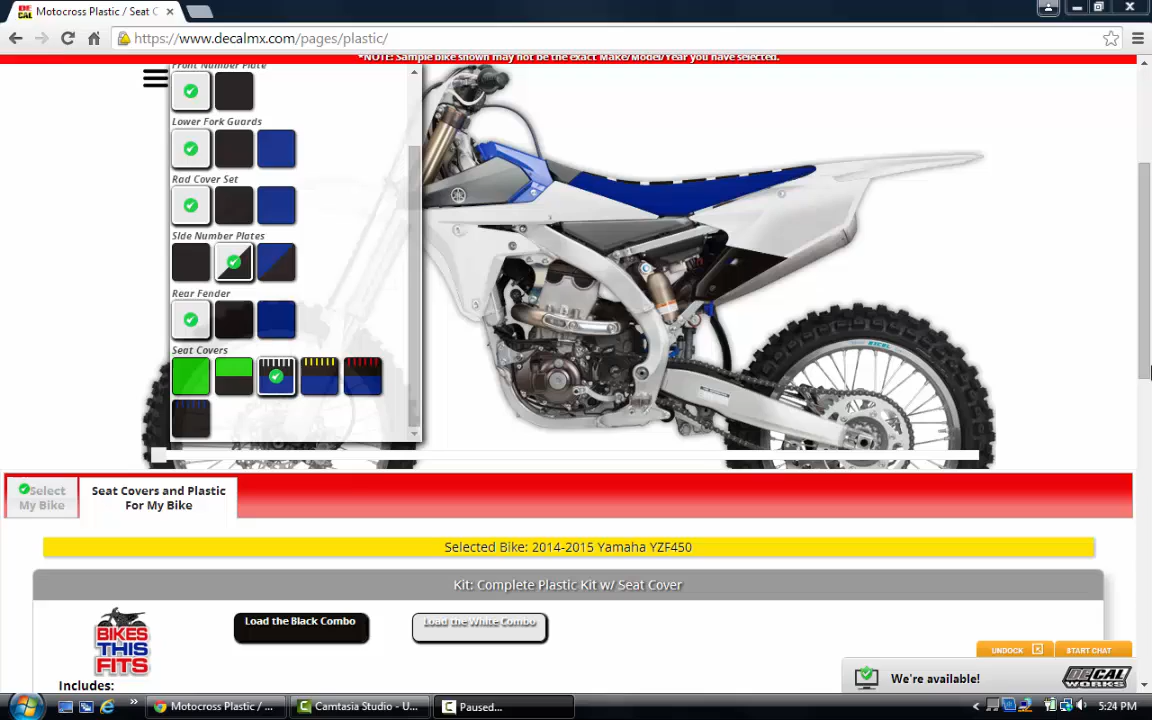 Motocross Plastic / Seat C
https://www.decalmx.com/pages/plastic/
*NOTE: Sample bike shown may not be the exact Make/Model/Year you have selected.
Front Number Plate
Lower Fork Guards
Rad Cover Set
SIde Number Plates
Rear Fender
Seat Covers
Select
My Bike
Seat Covers and Plastic
For My Bike
Selected Bike: 2014-2015 Yamaha YZF450
Kit: Complete Plastic Kit w/ Seat Cover
BIKES
THIS
FITS
Load the Black Combo
Load the White Combo
Includes:
UNDOCK
START CHAT
We're available!
DECAL
WORKS
Motocross Plastic / ...
Camtasia Studio - U...
Paused...
5:24 PM